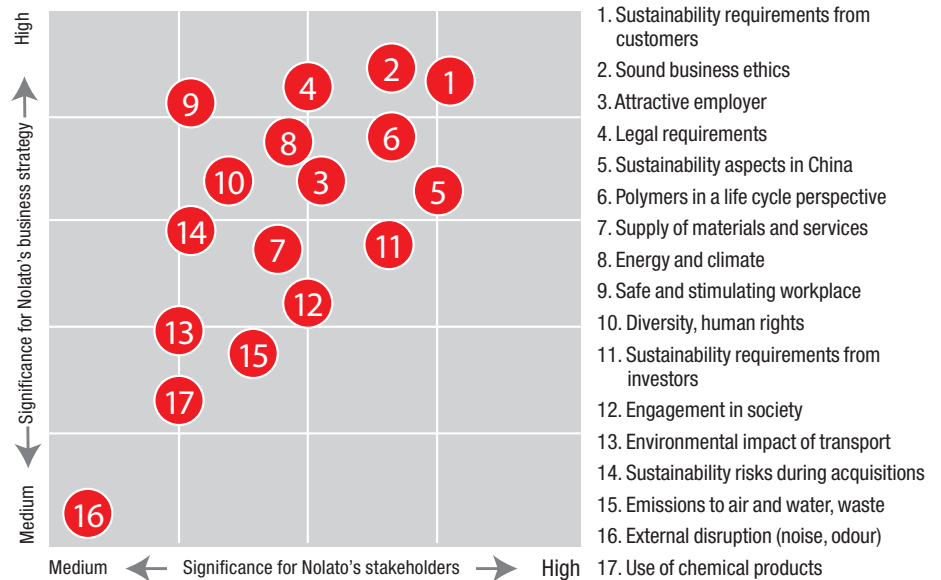 High
Significance for Nolato's business strategy
Medium
2
1
4
9
6
8
10
3
5
14
11
7
12
13
15
17
16
Medium
Significance for Nolato's stakeholders
High
1. Sustainability requirements from
customers
2. Sound business ethics
3. Attractive employer
4. Legal requirements
5. Sustainability aspects in China
6. Polymers in a life cycle perspective
7. Supply of materials and services
8. Energy and climate
9. Safe and stimulating workplace
10. Diversity, human rights
11. Sustainability requirements from
investors
12. Engagement in society
13. Environmental impact of transport
14. Sustainability risks during acquisitions
15. Emissions to air and water, waste
16. External disruption (noise, odour)
17. Use of chemical products